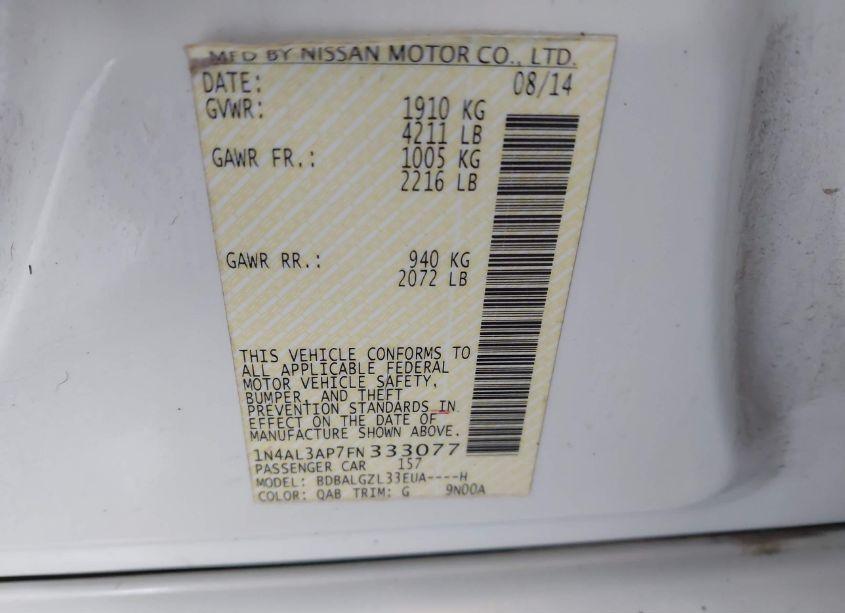 MFD BY NISSAN MOTOR CO., LTD.
DATE: 08/14
GVWR: 1910 KG
4211 LB
GAWR FR.: 1005 KG
2216 LB
GAWR RR.: 940 KG
2072 LB
THIS VEHICLE CONFORMS TO
ALL APPLICABLE FEDERAL
MOTOR VEHICLE SAFETY,
BUMPER, AND THEFT
PREVENTION STANDARDS IN
EFFECT ON THE DATE OF
MANUFACTURE SHOWN ABOVE.
1N4AL3AP7FN333077
PASSENGER CAR 157
MODEL: BDBALGZL33EUA----H
COLOR: QAB TRIM: G 9N00A